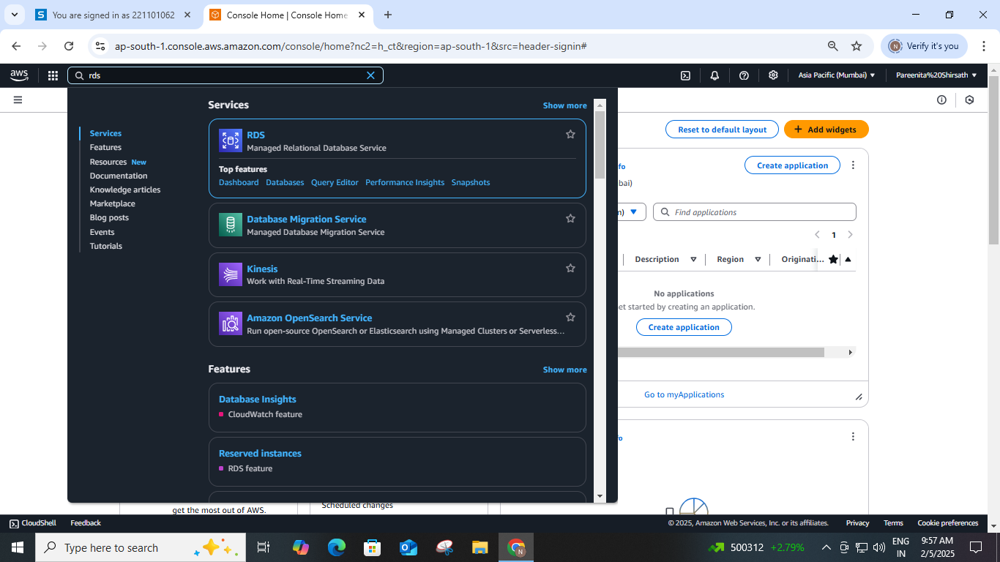 You are signed in as 221101062
Console Home | Console Home
ap-south-1.console.aws.amazon.com/console/home?nc2=h_ct&region=ap-south-1&src=header-signin#
Verify it's you
aws
rds
Asia Pacific (Mumbai)
Pareenita%20Shirsath
Services
Features
Resources New
Documentation
Knowledge articles
Marketplace
Blog posts
Events
Tutorials
Services
Show more
RDS
Managed Relational Database Service
Top features
Dashboard Databases Query Editor Performance Insights Snapshots
Database Migration Service
Managed Database Migration Service
Kinesis
Work with Real-Time Streaming Data
Amazon OpenSearch Service
Run open-source OpenSearch or Elasticsearch using Managed Clusters or Serverless...
Features
Show more
Database Insights
CloudWatch feature
Reserved instances
RDS feature
Reset to default layout
Add widgets
fo
Create application
bai)
n)
Find applications
1
Description
Region
Originati...
No applications
et started by creating an application.
Create application
Go to myApplications
fo
get the most out of AWS.
Scheduled changes
CloudShell
Feedback
© 2025, Amazon Web Services, Inc. or its affiliates.
Privacy
Terms
Cookie preferences
Type here to search
500312 +2.79%
ENG
IN
9:57 AM
2/5/2025